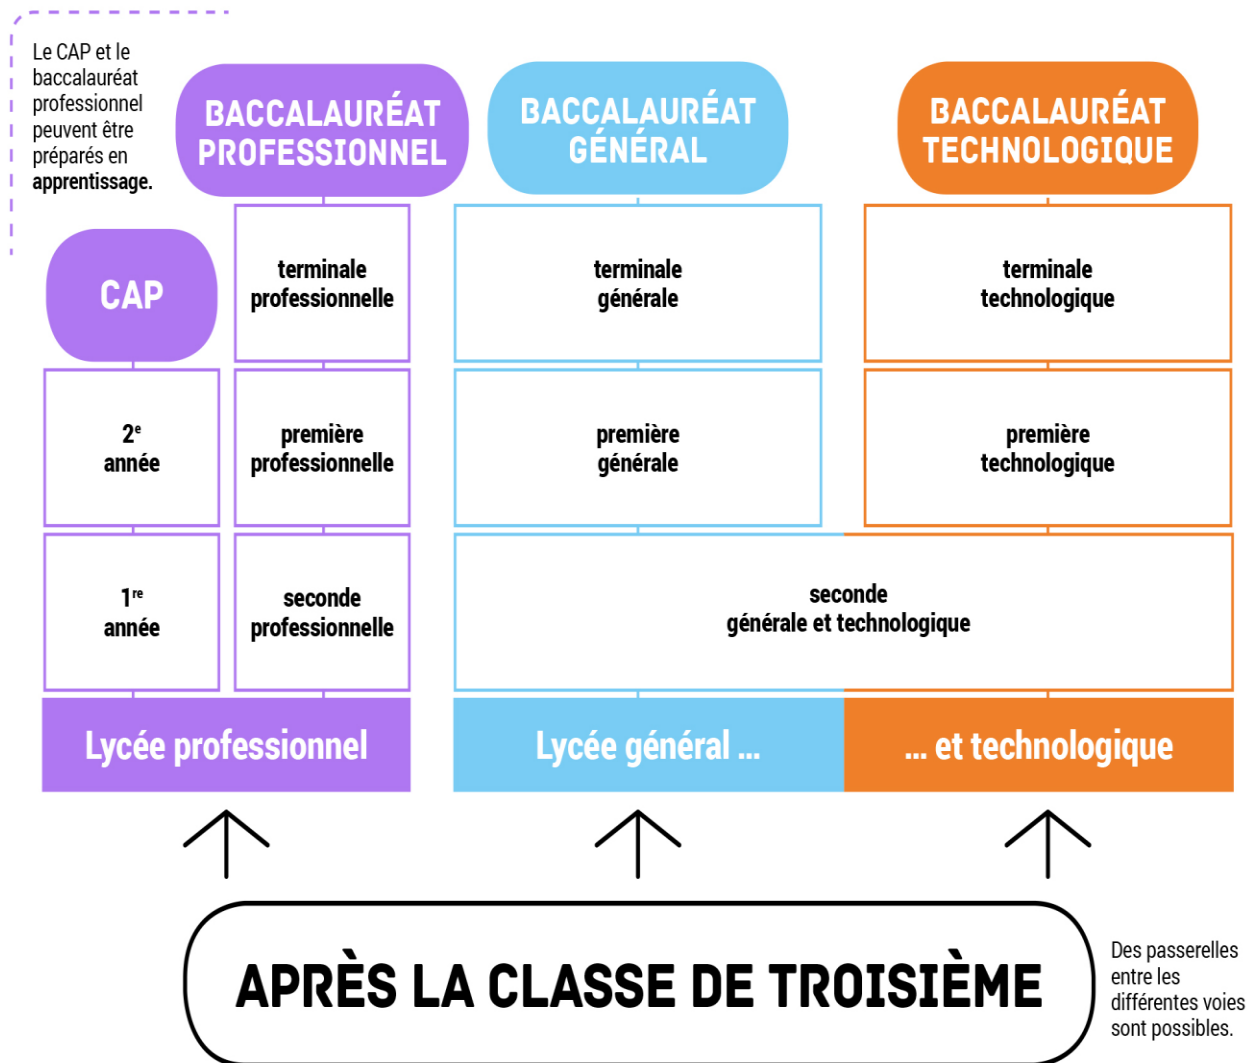 Le CAP et le
baccalauréat
professionnel
peuvent être
préparés en
apprentissage.
BACCALAURÉAT
PROFESSIONNEL
BACCALAURÉAT
GÉNÉRAL
BACCALAURÉAT
TECHNOLOGIQUE
CAP
terminale
professionnelle
terminale
générale
terminale
technologique
2e
année
première
professionnelle
première
générale
première
technologique
1re
année
seconde
professionnelle
seconde
générale et technologique
Lycée professionnel
Lycée général ...
... et technologique
APRÈS LA CLASSE DE TROISIÈME
Des passerelles
entre les
différentes voies
sont possibles.